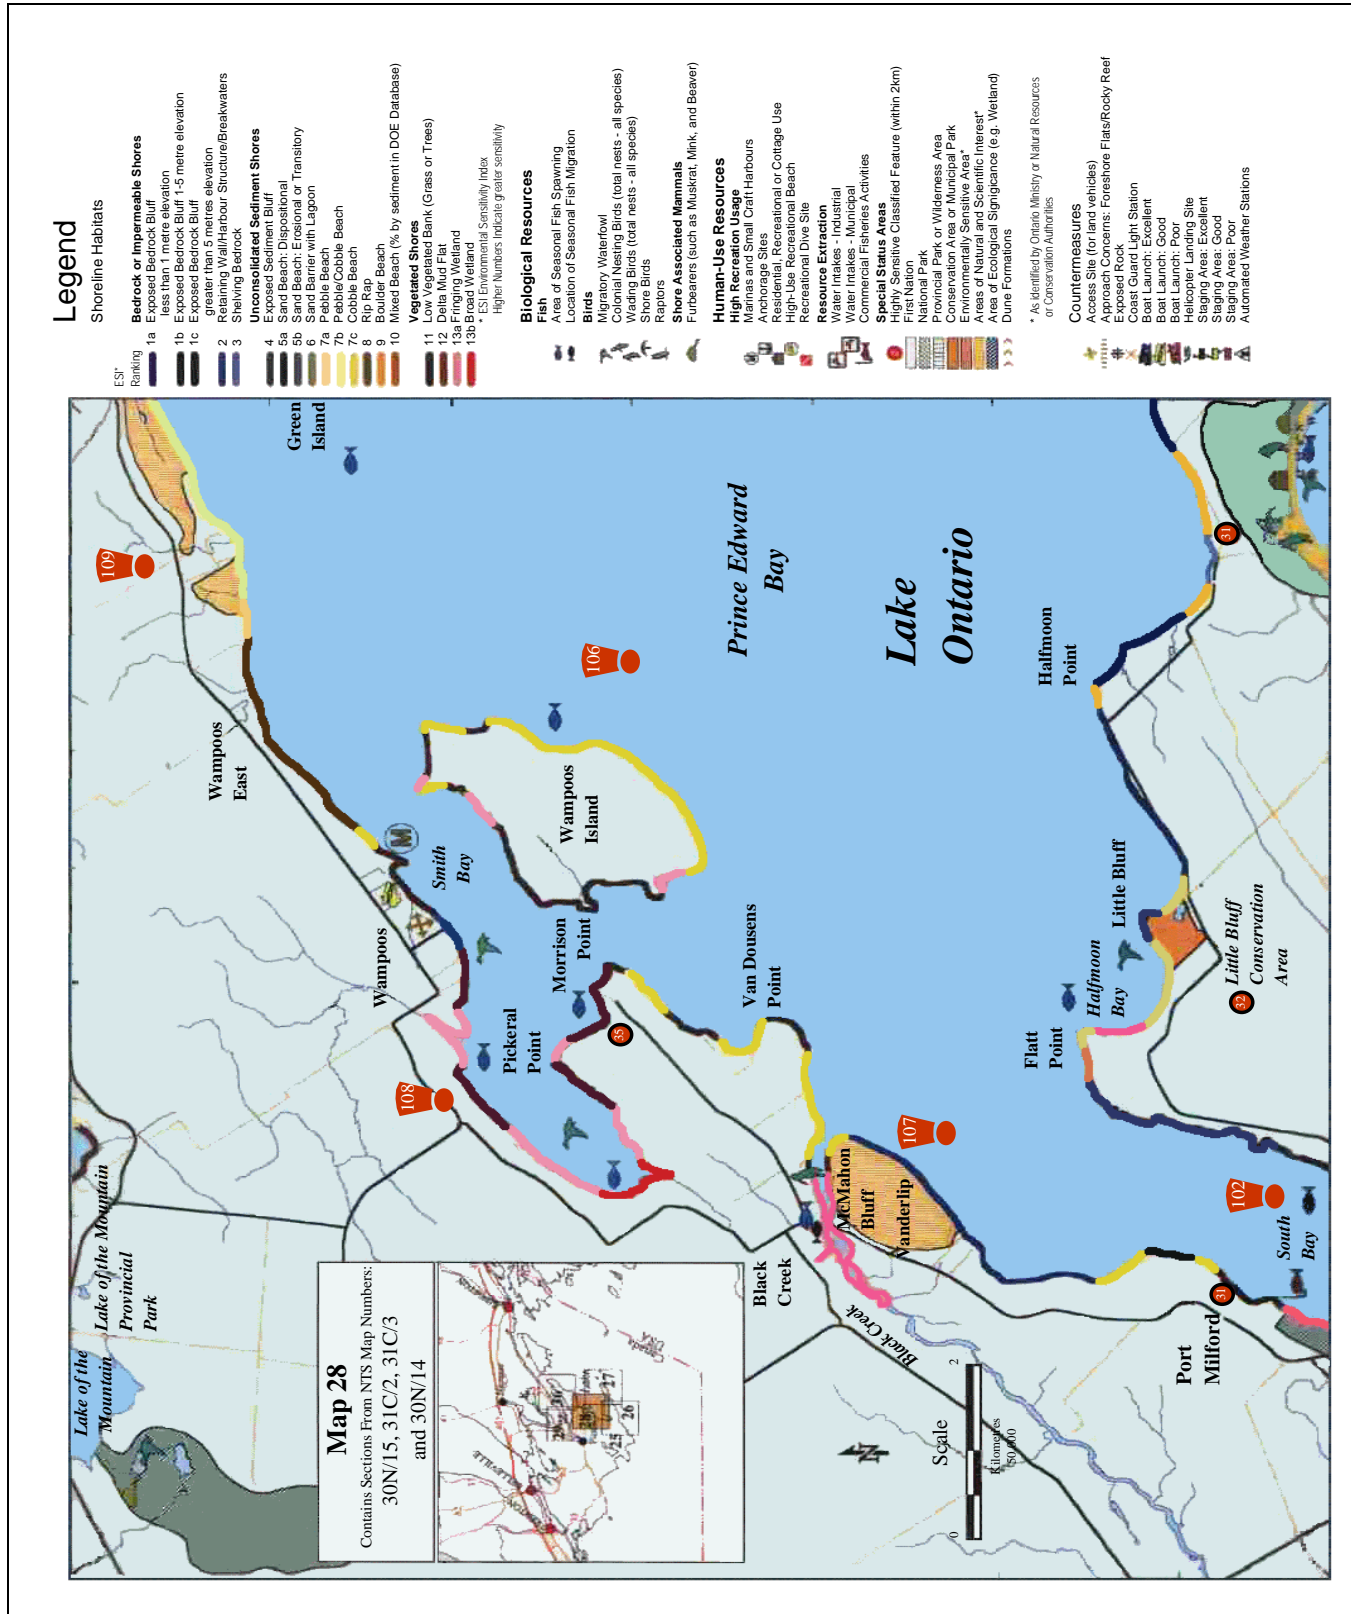 Legend
Shoreline Habitats
ESI*
Ranking
Bedrock or Impermeable Shores
1a Exposed Bedrock Bluff
less than 1 metre elevation
1b Exposed Bedrock Bluff 1-5 metre elevation
1c Exposed Bedrock Bluff
greater than 5 metres elevation
2 Retaining Wall/Harbour Structure/Breakwaters
3 Shelving Bedrock
Unconsolidated Sediment Shores
4 Exposed Sediment Bluff
5a Sand Beach: Dispositional
5b Sand Beach: Erosional or Transitory
6 Sand Barrier with Lagoon
7a Pebble Beach
7b Pebble/Cobble Beach
7c Cobble Beach
8 Rip Rap
9 Boulder Beach
10 Mixed Beach (% by sediment in DOE Database)
Vegetated Shores
11 Low Vegetated Bank (Grass or Trees)
12 Delta Mud Flat
13a Fringing Wetland
13b Broad Wetland
* ESI Environmental Sensitivity Index
Higher Numbers Indicate greater sensitivity
Biological Resources
Fish
Area of Seasonal Fish Spawning
Location of Seasonal Fish Migration
Birds
Migratory Waterfowl
Colonial Nesting Birds (total nests - all species)
Wading Birds (total nests - all species)
Shore Birds
Raptors
Shore Associated Mammals
Furbearers (such as Muskrat, Mink, and Beaver)
Human-Use Resources
High Recreation Usage
Marinas and Small Craft Harbours
Anchorage Sites
Residential, Recreational or Cottage Use
High-Use Recreational Beach
Recreational Dive Site
Resource Extraction
Water Intakes - Industrial
Water Intakes - Municipal
Commercial Fisheries Activities
Special Status Areas
Highly Sensitive Classified Feature (within 2km)
First Nation
National Park
Provincial Park or Wilderness Area
Conservation Area or Municipal Park
Environmentally Sensitive Area*
Areas of Natural and Scientific Interest*
Area of Ecological Signigicance (e.g. Wetland)
Dune Formations
* As identified by Ontario Ministry or Natural Resources
or Conservation Authorities
Countermeasures
Access Site (for land vehicles)
Approach Concerns: Foreshore Flats/Rocky Reef
Exposed Rock
Coast Guard Light Station
Boat Launch: Excellent
Boat Launch: Good
Boat Launch: Poor
Helicopter Landing Site
Staging Area: Excellent
Staging Area: Good
Staging Area: Poor
Automated Weather Stations
Lake of the
Mountain
Lake of the Mountain
Provincial
Park
109
Wampoos
East
Green
Island
Map 28
Contains Sections From NTS Map Numbers:
30N/15, 31C/2, 31C/3
and 30N/14
108
Wampoos
M
Smith
Bay
Pickeral
Point
Morrison
Point
35
Wampoos
Island
106
28
27
26
25
Van Dousens
Point
Prince Edward
Bay
Black
Creek
McMahon
Bluff
Vanderlip
107
Black Creek
Lake
Ontario
Scale
0
2
Kilometres
Flatt
Point
Halfmoon
Bay
Little Bluff
Halfmoon
Point
Port
Milford
31
102
South
Bay
32
Little Bluff
Conservation
Area
31